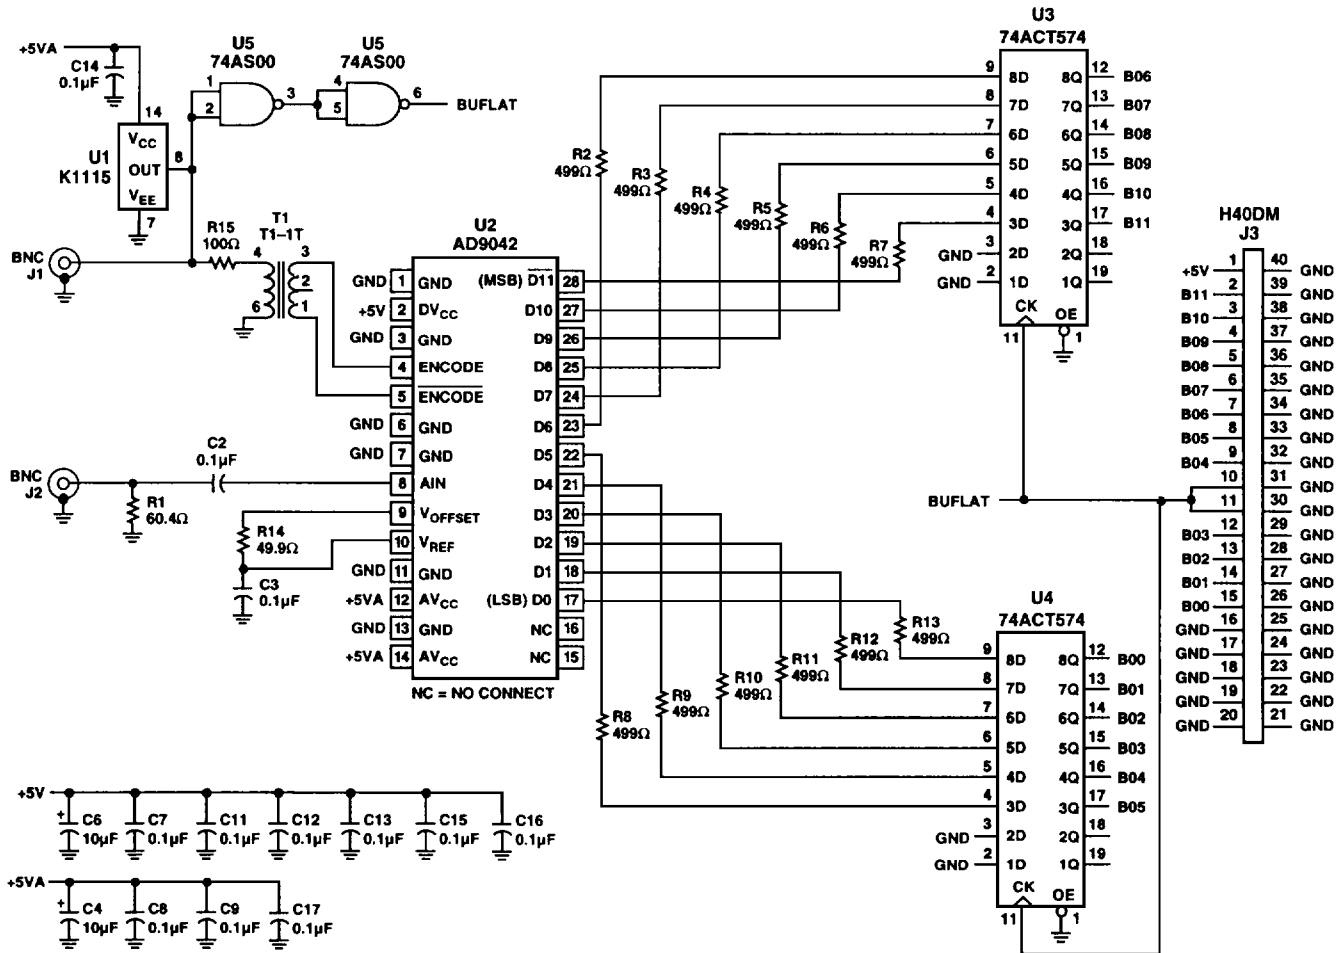 +5VA
C14
0.1µF
14
VCC
U1
K1115
OUT
8
VEE
7
U5
74AS00
1
2
3
U5
74AS00
4
5
6
BUFLAT
BNC
J1
R15
100Ω
T1
T1–1T
4
6
3
2
1
BNC
J2
R1
60.4Ω
C2
0.1µF
R14
49.9Ω
C3
0.1µF
U2
AD9042
GND 1 GND
+5V 2 DVCC
GND 3 GND
4 ENCODE
5 ENCODE
GND 6 GND
GND 7 GND
8 AIN
9 VOFFSET
10 VREF
GND 11 GND
+5VA 12 AVCC
GND 13 GND
+5VA 14 AVCC
(MSB) D11 28
D10 27
D9 26
D8 25
D7 24
D6 23
D5 22
D4 21
D3 20
D2 19
D1 18
(LSB) D0 17
NC 16
NC 15
NC = NO CONNECT
R2
499Ω
R3
499Ω
R4
499Ω
R5
499Ω
R6
499Ω
R7
499Ω
R8
499Ω
R9
499Ω
R10
499Ω
R11
499Ω
R12
499Ω
R13
499Ω
U3
74ACT574
9 8D 8Q 12 B06
8 7D 7Q 13 B07
7 6D 6Q 14 B08
6 5D 5Q 15 B09
5 4D 4Q 16 B10
4 3D 3Q 17 B11
GND 3 2D 2Q 18
GND 2 1D 1Q 19
CK OE
11 1
BUFLAT
U4
74ACT574
9 8D 8Q 12 B00
8 7D 7Q 13 B01
7 6D 6Q 14 B02
6 5D 5Q 15 B03
5 4D 4Q 16 B04
4 3D 3Q 17 B05
GND 3 2D 2Q 18
GND 2 1D 1Q 19
CK OE
11 1
H40DM
J3
+5V 1 40 GND
B11 2 39 GND
B10 3 38 GND
B09 4 37 GND
B08 5 36 GND
B07 6 35 GND
B06 7 34 GND
B05 8 33 GND
B04 9 32 GND
10 31 GND
11 30 GND
B03 12 29 GND
B02 13 28 GND
B01 14 27 GND
B00 15 26 GND
GND 16 25 GND
GND 17 24 GND
GND 18 23 GND
GND 19 22 GND
GND 20 21 GND
+5V
+ C6
10µF
C7
0.1µF
C11
0.1µF
C12
0.1µF
C13
0.1µF
C15
0.1µF
C16
0.1µF
+5VA
+ C4
10µF
C8
0.1µF
C9
0.1µF
C17
0.1µF